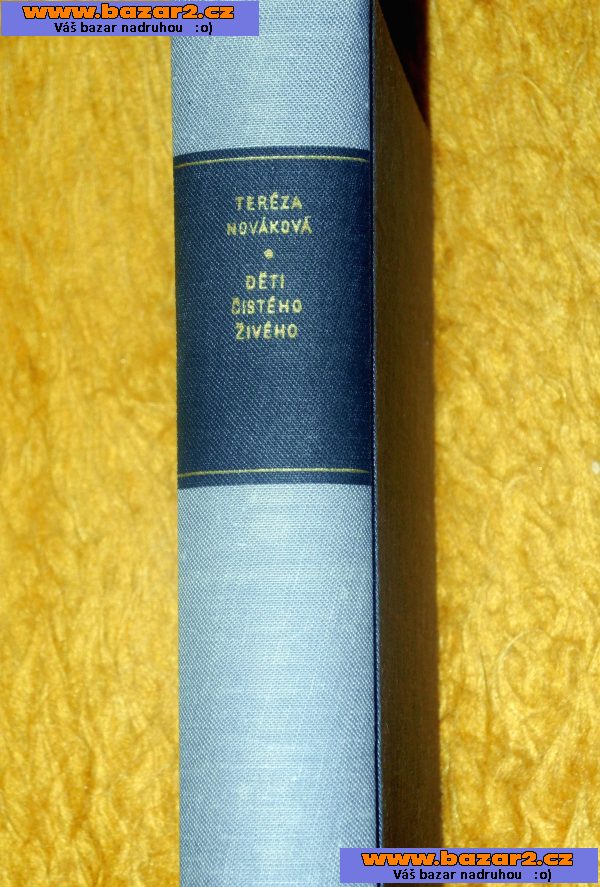 www.bazar2.cz
Váš bazar nadruhou :o)
TERÉZA
NOVÁKOVÁ
DĚTI
ČISTÉHO
ŽIVÉHO
www.bazar2.cz
Váš bazar nadruhou :o)